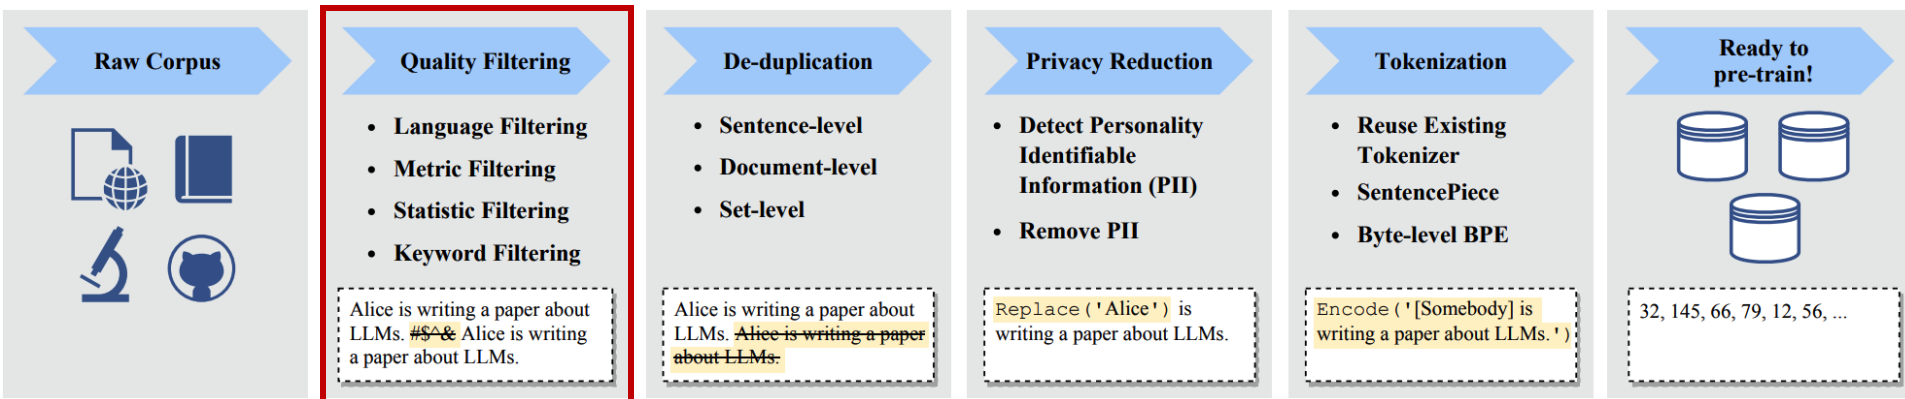 Raw Corpus
Quality Filtering
• Language Filtering
• Metric Filtering
• Statistic Filtering
• Keyword Filtering
Alice is writing a paper about
LLMs. #$^& Alice is writing
a paper about LLMs.
De-duplication
• Sentence-level
• Document-level
• Set-level
Alice is writing a paper about
LLMs. Alice is writing a paper
about LLMs.
Privacy Reduction
• Detect Personality
Identifiable
Information (PII)
• Remove PII
Replace('Alice') is
writing a paper about LLMs.
Tokenization
• Reuse Existing
Tokenizer
• SentencePiece
• Byte-level BPE
Encode('[Somebody] is
writing a paper about LLMs.')
Ready to
pre-train!
32, 145, 66, 79, 12, 56, ...